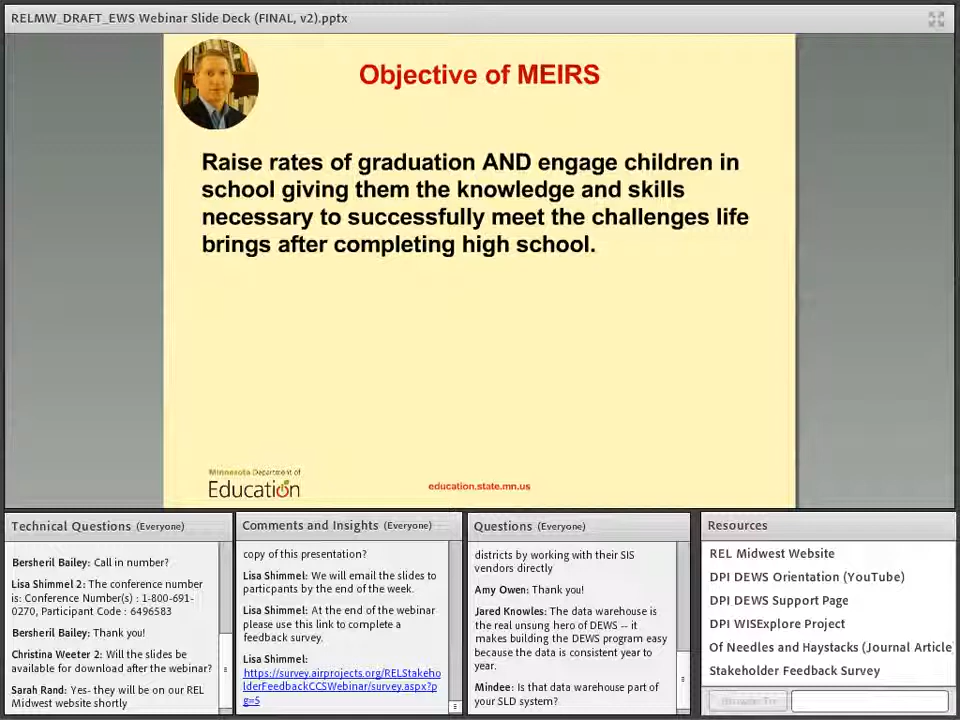 RELMW_DRAFT_EWS Webinar Slide Deck (FINAL, v2).pptx
Objective of MEIRS
Raise rates of graduation AND engage children in
school giving them the knowledge and skills
necessary to successfully meet the challenges life
brings after completing high school.
Minnesota Department of
Education
education.state.mn.us
Technical Questions (Everyone)
Bersheril Bailey: Call in number?
Lisa Shimmel 2: The conference number
is: Conference Number(s) : 1-800-691-
0270, Participant Code : 6496583
Bersheril Bailey: Thank you!
Christina Weeter 2: Will the slides be
available for download after the webinar?
Sarah Rand: Yes- they will be on our REL
Midwest website shortly
Comments and Insights (Everyone)
copy of this presentation?
Lisa Shimmel: We will email the slides to
particpants by the end of the week.
Lisa Shimmel: At the end of the webinar
please use this link to complete a
feedback survey.
Lisa Shimmel:
https://survey.airprojects.org/RELStakeho
lderFeedbackCCSWebinar/survey.aspx?p
g=5
Questions (Everyone)
districts by working with their SIS
vendors directly
Amy Owen: Thank you!
Jared Knowles: The data warehouse is
the real unsung hero of DEWS -- it
makes building the DEWS program easy
because the data is consistent year to
year.
Mindee: Is that data warehouse part of
your SLD system?
Resources
REL Midwest Website
DPI DEWS Orientation (YouTube)
DPI DEWS Support Page
DPI WISExplore Project
Of Needles and Haystacks (Journal Article
Stakeholder Feedback Survey
Browse To